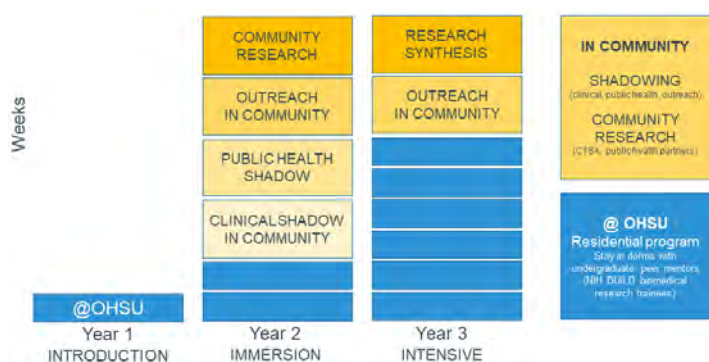 Weeks
COMMUNITY
RESEARCH
OUTREACH
IN COMMUNITY
PUBLIC HEALTH
SHADOW
CLINICAL SHADOW
IN COMMUNITY
RESEARCH
SYNTHESIS
OUTREACH
IN COMMUNITY
@OHSU
Year 1
INTRODUCTION
Year 2
IMMERSION
Year 3
INTENSIVE
IN COMMUNITY
SHADOWING
(clinical, public health, outreach)
COMMUNITY
RESEARCH
(CTSA, public health partners)
@ OHSU
Residential program
Stay in dorms with
undergraduate peer mentors
(NIH BUILD biomedical
research trainees)